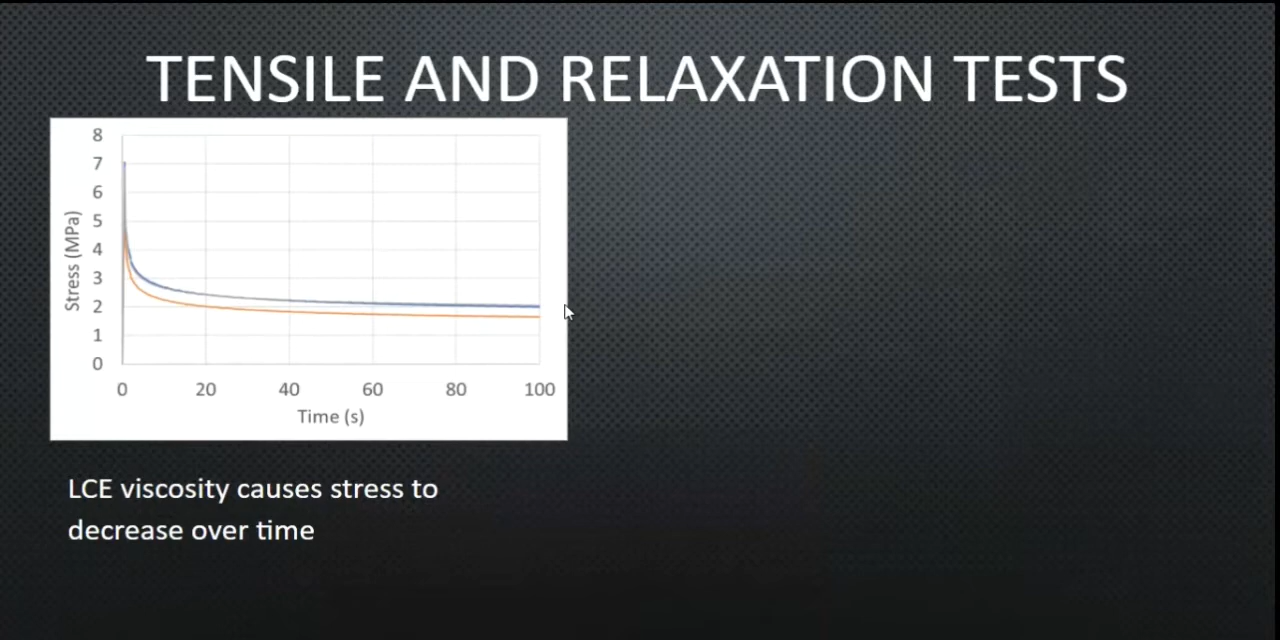 TENSILE AND RELAXATION TESTS
8
7
6
5
4
3
2
1
0
Stress (MPa)
0 20 40 60 80 100
Time (s)
LCE viscosity causes stress to
decrease over time